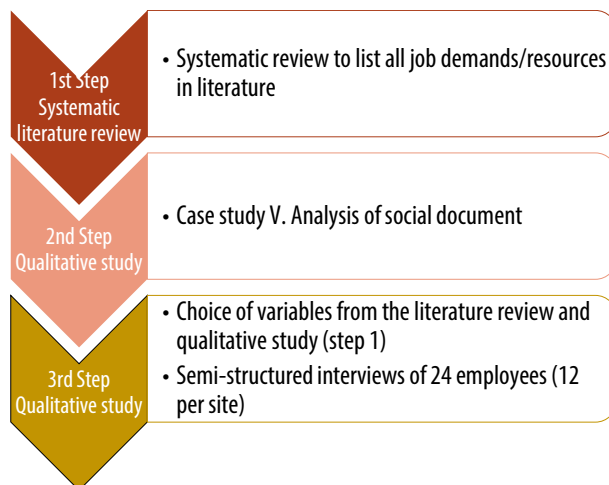 1st Step
Systematic
literature review
• Systematic review to list all job demands/resources
in literature
2nd Step
Qualitative study
• Case study V. Analysis of social document
3rd Step
Qualitative study
• Choice of variables from the literature review and
qualitative study (step 1)
• Semi-structured interviews of 24 employees (12
per site)